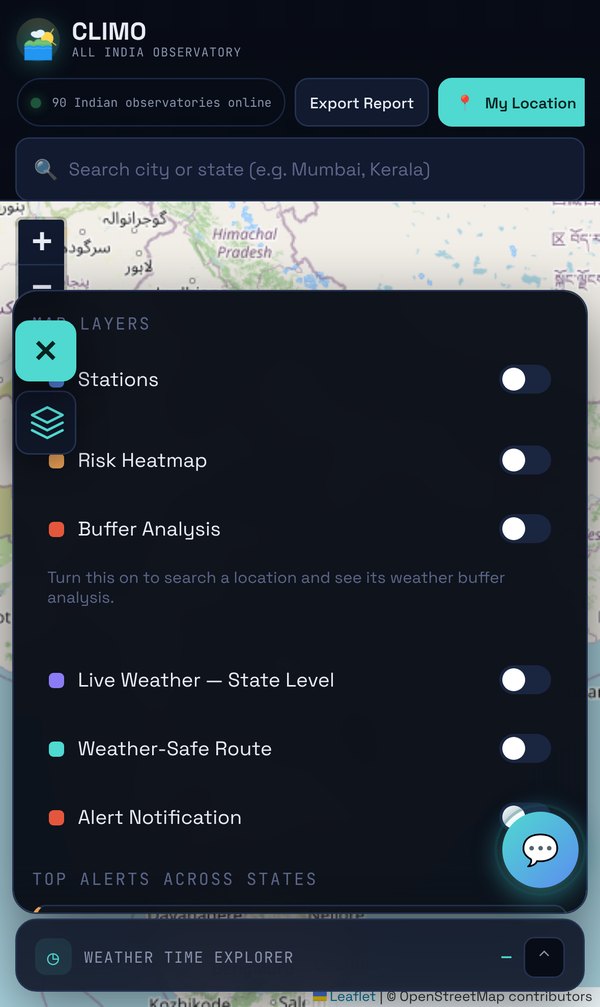 CLIMO
ALL INDIA OBSERVATORY
90 Indian observatories online
Export Report
📍 My Location
🔍 Search city or state (e.g. Mumbai, Kerala)
گوجرانوالہ
Himachal
Pradesh
سرگودھا
لاہور
+
−
LAYERS
✕
Stations
Risk Heatmap
Buffer Analysis
Turn this on to search a location and see its weather buffer
analysis.
Live Weather — State Level
Weather-Safe Route
Alert Notification
TOP ALERTS ACROSS STATES
Davanagere
Nellore
WEATHER TIME EXPLORER
–
^
Kozhikode
Leaflet | © OpenStreetMap contributors